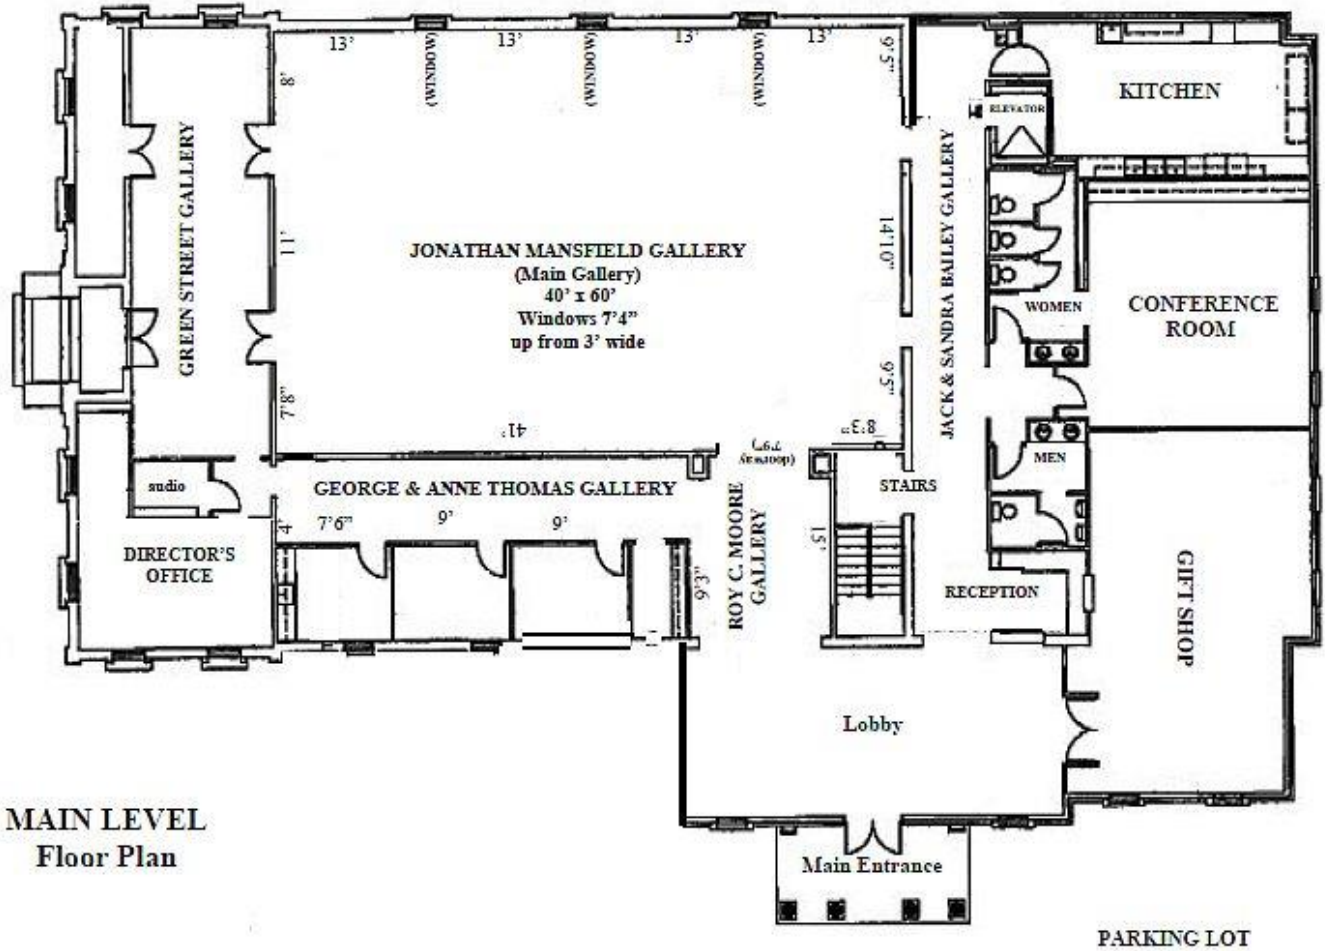 13'
13'
13'
13'
(WINDOW)
(WINDOW)
(WINDOW)
9'5"
8'
KITCHEN
ELEVATOR
GREEN STREET GALLERY
JACK & SANDRA BAILEY GALLERY
11'
14'10"
JONATHAN MANSFIELD GALLERY
(Main Gallery)
40' x 60'
Windows 7'4"
up from 3' wide
WOMEN
CONFERENCE
ROOM
7'8"
9'5"
41'
8'3"
(doorway
7'9")
MEN
sudio
GEORGE & ANNE THOMAS GALLERY
STAIRS
4'
7'6"
9'
9'
15'
DIRECTOR'S
OFFICE
9'3"
ROY C. MOORE
GALLERY
RECEPTION
GIFT SHOP
Lobby
MAIN LEVEL
Floor Plan
Main Entrance
PARKING LOT